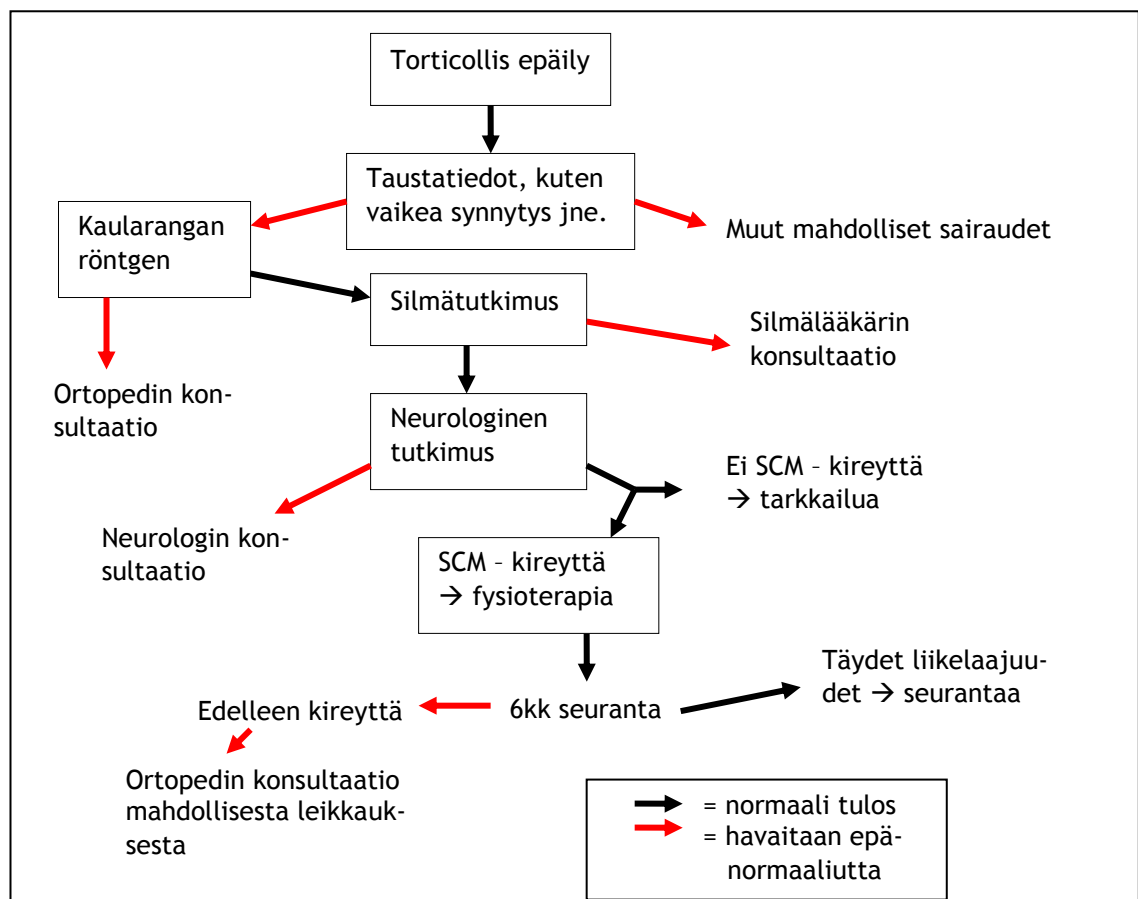 Torticollis epäily
Taustatiedot, kuten
vaikea synnytys jne.
Kaularangan
röntgen
Muut mahdolliset sairaudet
Silmätutkimus
Silmälääkärin
konsultaatio
Ortopedin kon-
sultaatio
Neurologinen
tutkimus
Ei SCM – kireyttä
→ tarkkailua
Neurologin kon-
sultaatio
SCM – kireyttä
→ fysioterapia
Täydet liikelaajuu-
det → seurantaa
Edelleen kireyttä
6kk seuranta
Ortopedin konsultaatio
mahdollisesta leikkauk-
sesta
= normaali tulos
= havaitaan epä-
normaaliutta